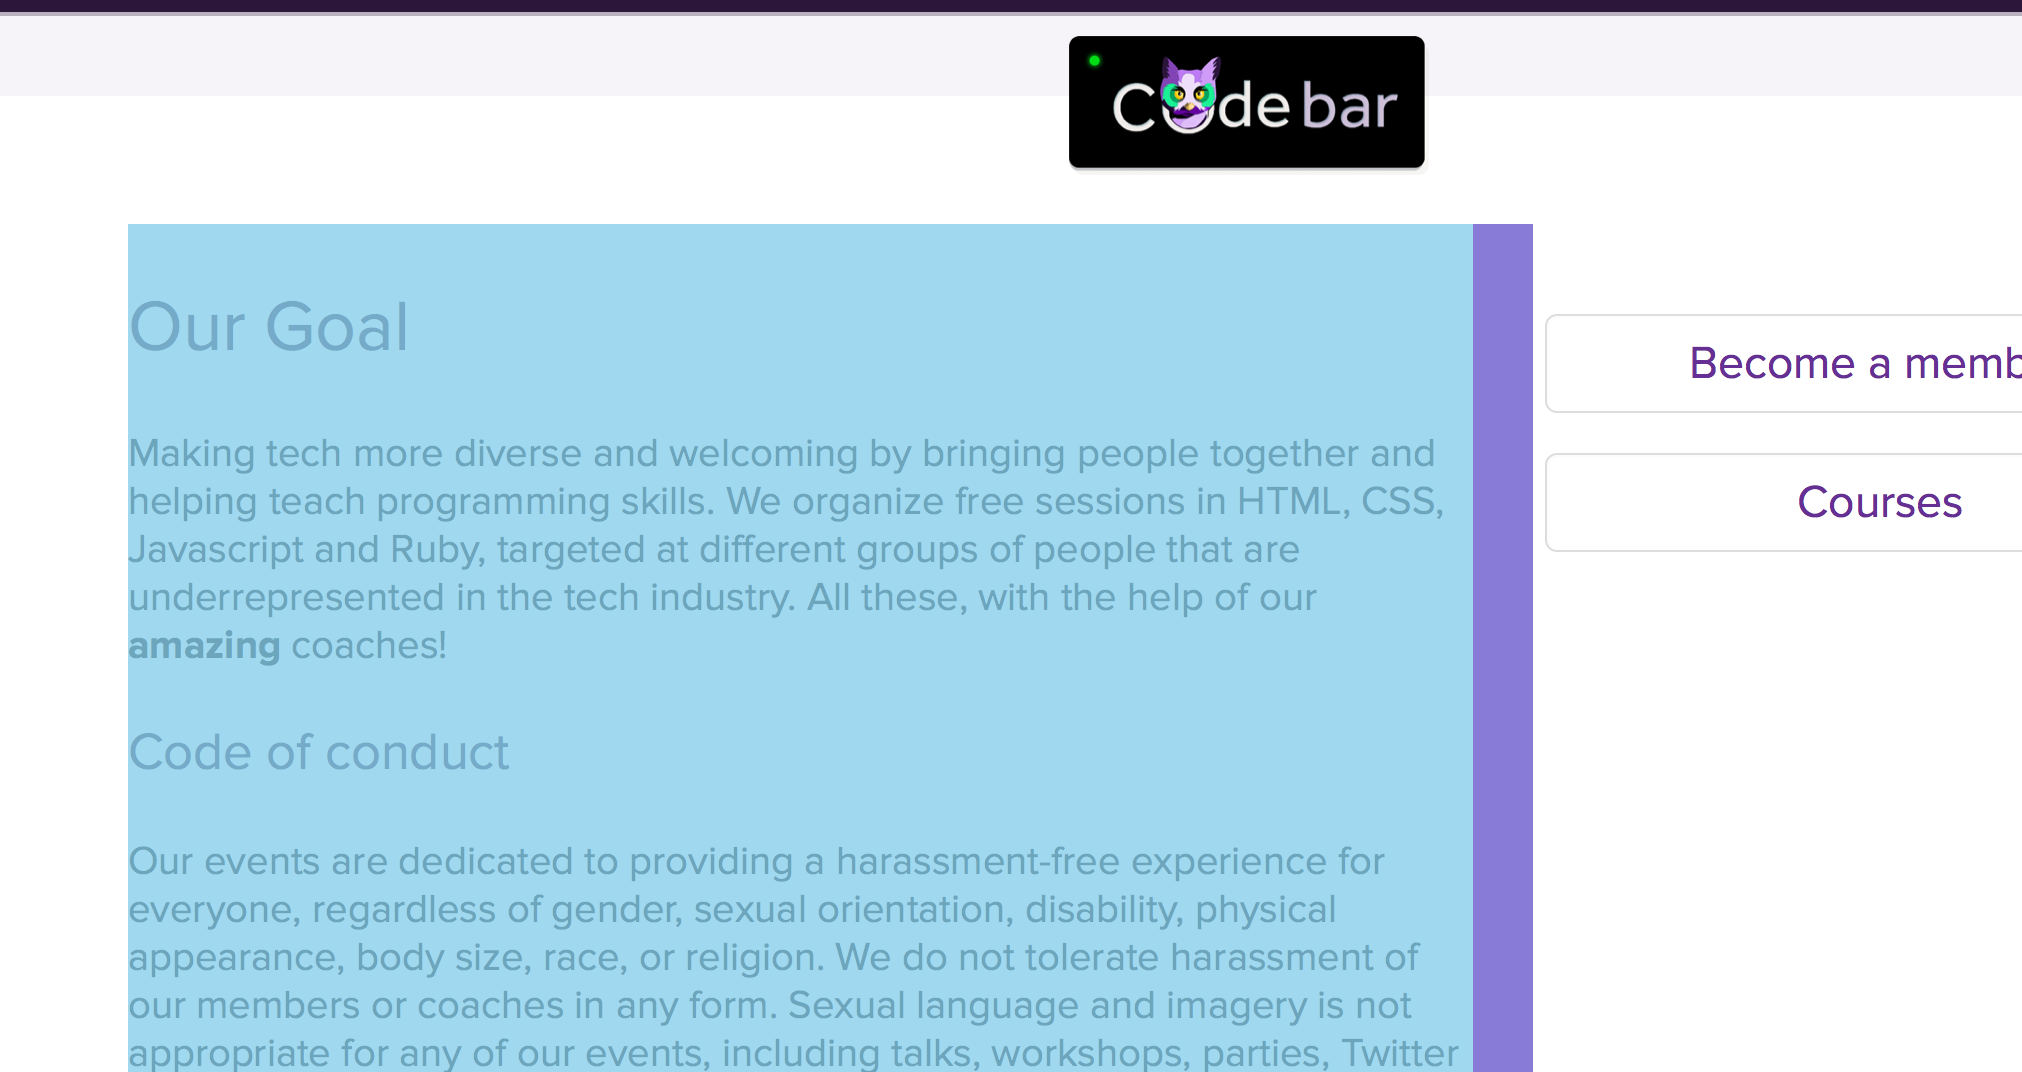 Codebar
Our Goal
Become a memb
Making tech more diverse and welcoming by bringing people together and
helping teach programming skills. We organize free sessions in HTML, CSS,
Javascript and Ruby, targeted at different groups of people that are
underrepresented in the tech industry. All these, with the help of our
amazing coaches!
Courses
Code of conduct
Our events are dedicated to providing a harassment-free experience for
everyone, regardless of gender, sexual orientation, disability, physical
appearance, body size, race, or religion. We do not tolerate harassment of
our members or coaches in any form. Sexual language and imagery is not
appropriate for any of our events, including talks, workshops, parties, Twitter